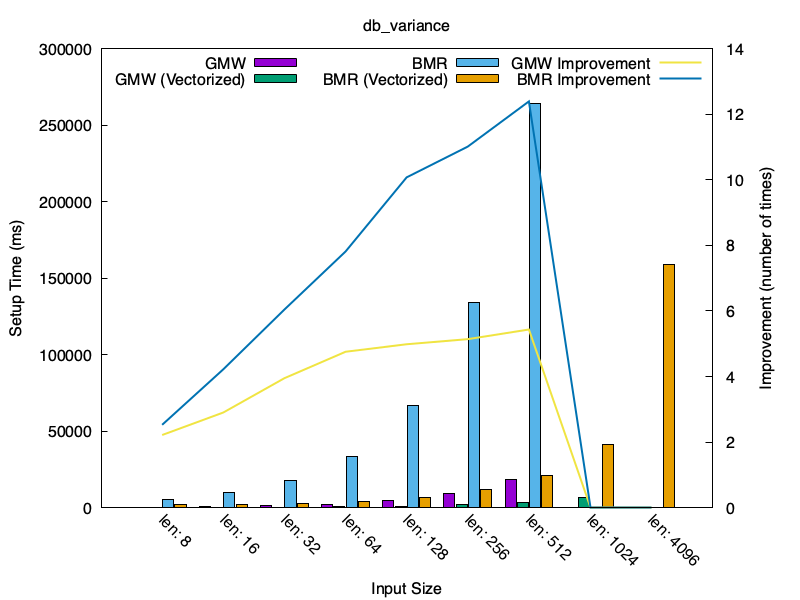 db_variance
GMW
GMW (Vectorized)
BMR
BMR (Vectorized)
GMW Improvement
BMR Improvement
Setup Time (ms)
300000
250000
200000
150000
100000
50000
0
14
12
10
8
6
4
2
0
Improvement (number of times)
len: 8
len: 16
len: 32
len: 64
len: 128
len: 256
len: 512
len: 1024
len: 4096
Input Size